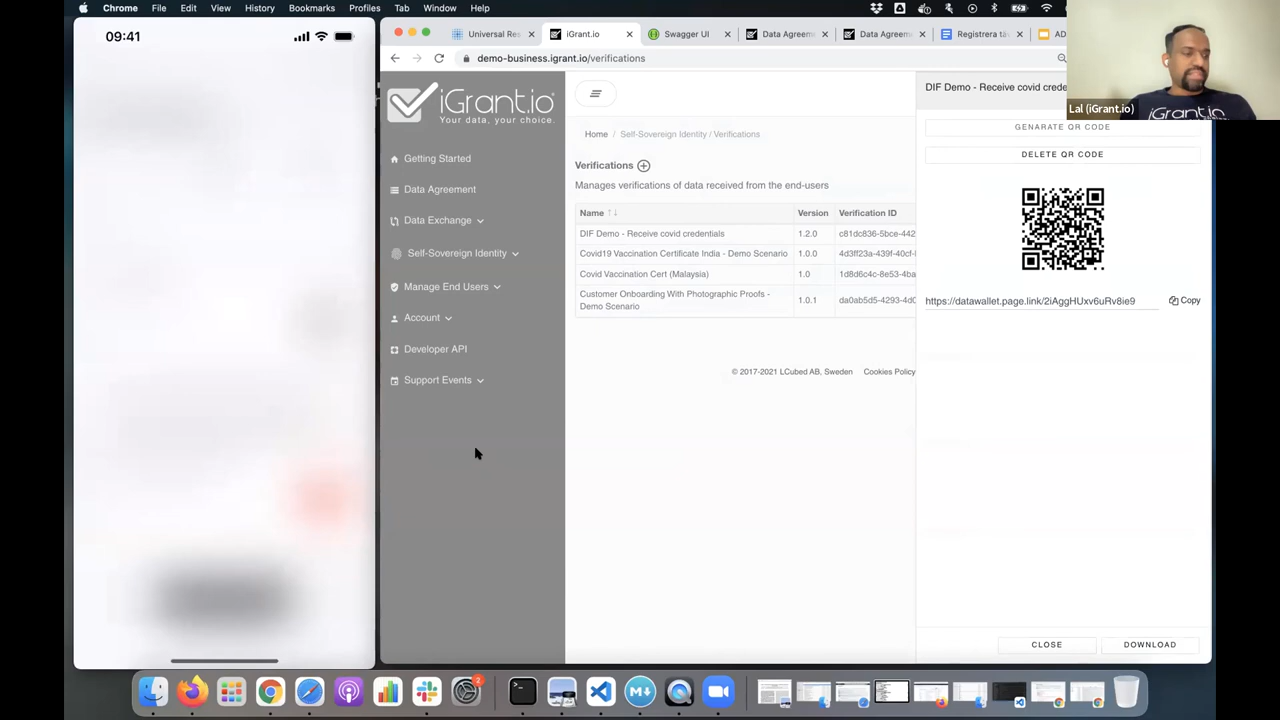 Chrome File Edit View History Bookmarks Profiles Tab Window Help
09:41
Universal Res
iGrant.io
Swagger UI
Data Agreem
Data Agreem
Registrera tä
AD
demo-business.igrant.io/verifications
iGrant.io
Your data, your choice.
Getting Started
Data Agreement
Data Exchange
Self-Sovereign Identity
Manage End Users
Account
Developer API
Support Events
Home / Self-Sovereign Identity / Verifications
Verifications
Manages verifications of data received from the end-users
Name Version Verification ID
DIF Demo - Receive covid credentials 1.2.0 c81dc836-5bce-442
Covid19 Vaccination Certificate India - Demo Scenario 1.0.0 4d3ff23a-439f-40cf-
Covid Vaccination Cert (Malaysia) 1.0 1d8d6c4c-8e53-4ba
Customer Onboarding With Photographic Proofs -
Demo Scenario 1.0.1 da0ab5d5-4293-4d0
© 2017-2021 LCubed AB, Sweden Cookies Policy
DIF Demo - Receive covid crede
GENARATE QR CODE
DELETE QR CODE
https://datawallet.page.link/2iAggHUxv6uRv8ie9
Copy
CLOSE DOWNLOAD
Lal (iGrant.io)
iGrant.io
2